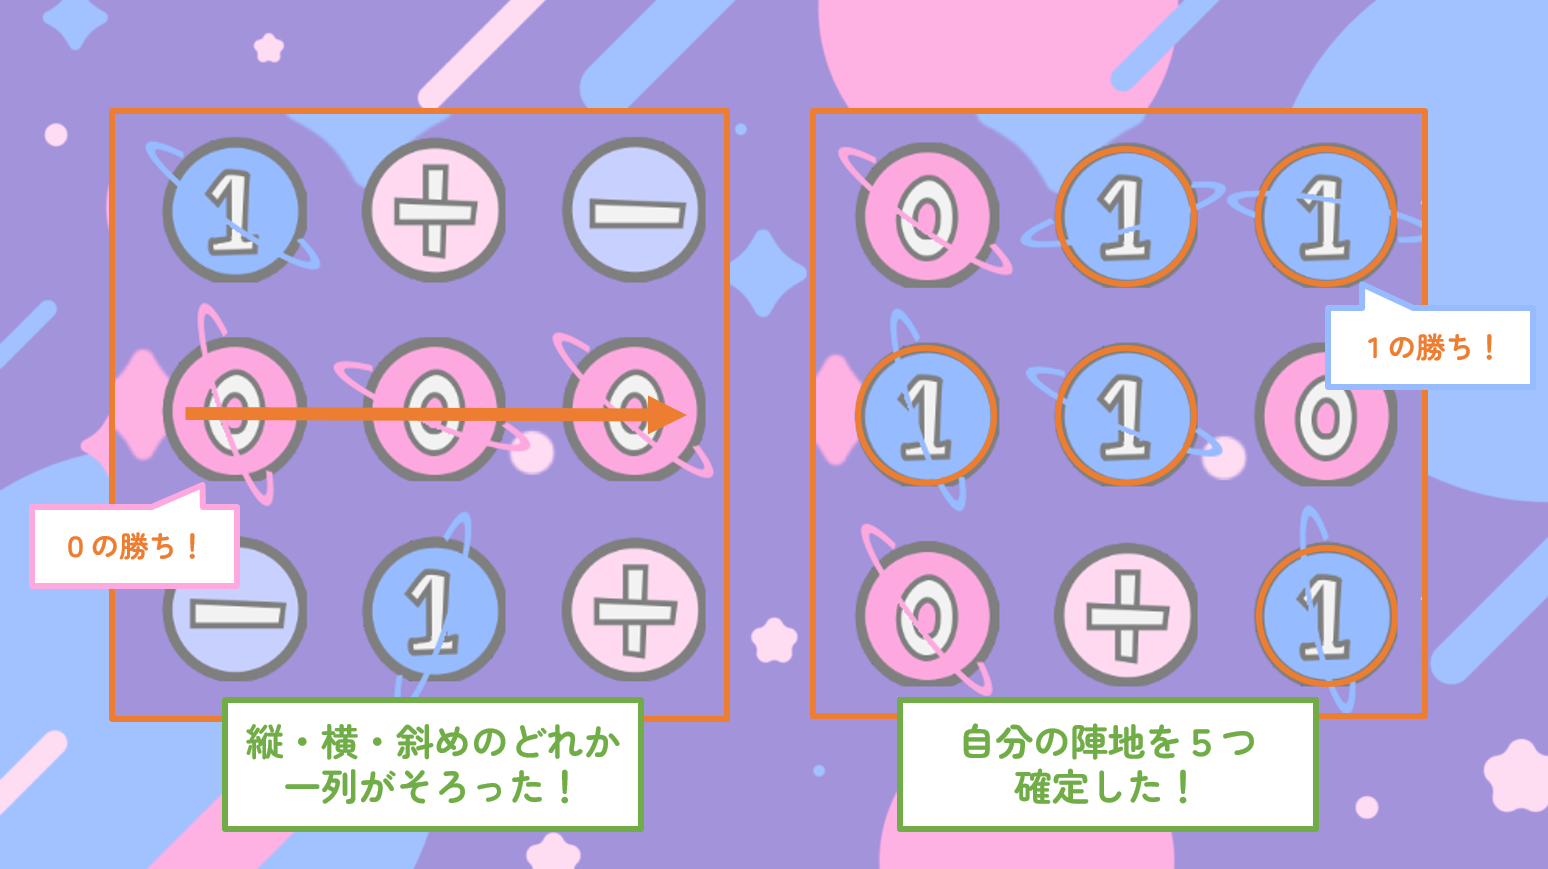 1 + −
0 0 0
０の勝ち！
− 1 +
縦・横・斜めのどれか
一列がそろった！
0 1 1
１の勝ち！
1 1 0
0 + 1
自分の陣地を５つ
確定した！